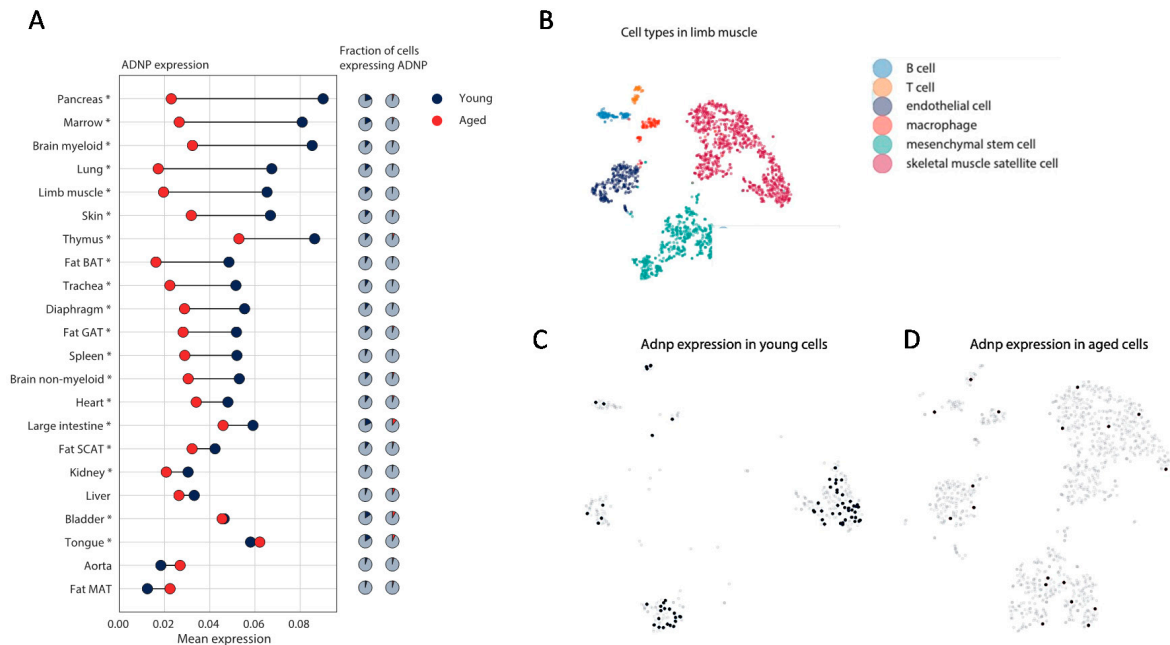 A
ADNP expression
Fraction of cells
expressing ADNP
Pancreas *
Marrow *
Brain myeloid *
Lung *
Limb muscle *
Skin *
Thymus *
Fat BAT *
Trachea *
Diaphragm *
Fat GAT *
Spleen *
Brain non-myeloid *
Heart *
Large intestine *
Fat SCAT *
Kidney *
Liver
Bladder *
Tongue *
Aorta
Fat MAT
0.00 0.02 0.04 0.06 0.08
Mean expression
Young
Aged
B
Cell types in limb muscle
B cell
T cell
endothelial cell
macrophage
mesenchymal stem cell
skeletal muscle satellite cell
C
Adnp expression in young cells
D
Adnp expression in aged cells